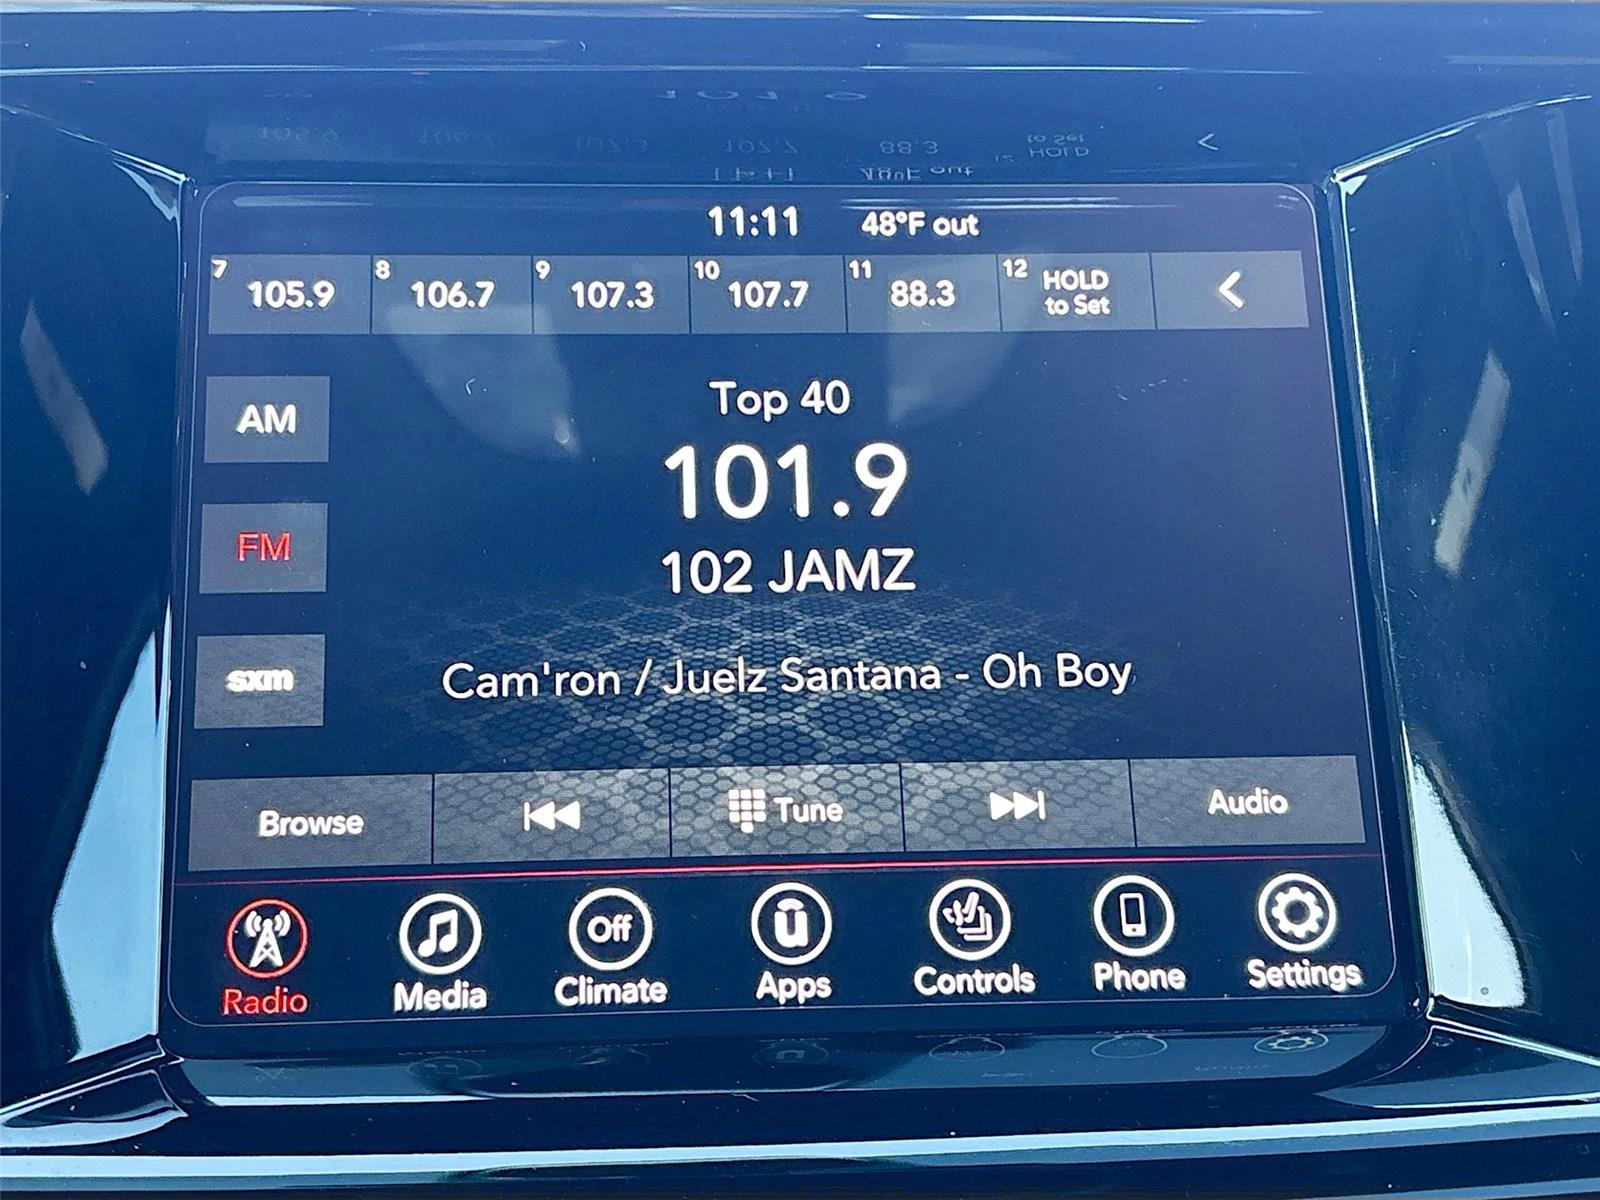 11:11 48°F out
7 105.9 8 106.7 9 107.3 10 107.7 11 88.3 12 HOLD to Set
AM
Top 40
101.9
FM
102 JAMZ
sxm
Cam'ron / Juelz Santana - Oh Boy
Browse Tune Audio
Off
Radio Media Climate Apps Controls Phone Settings